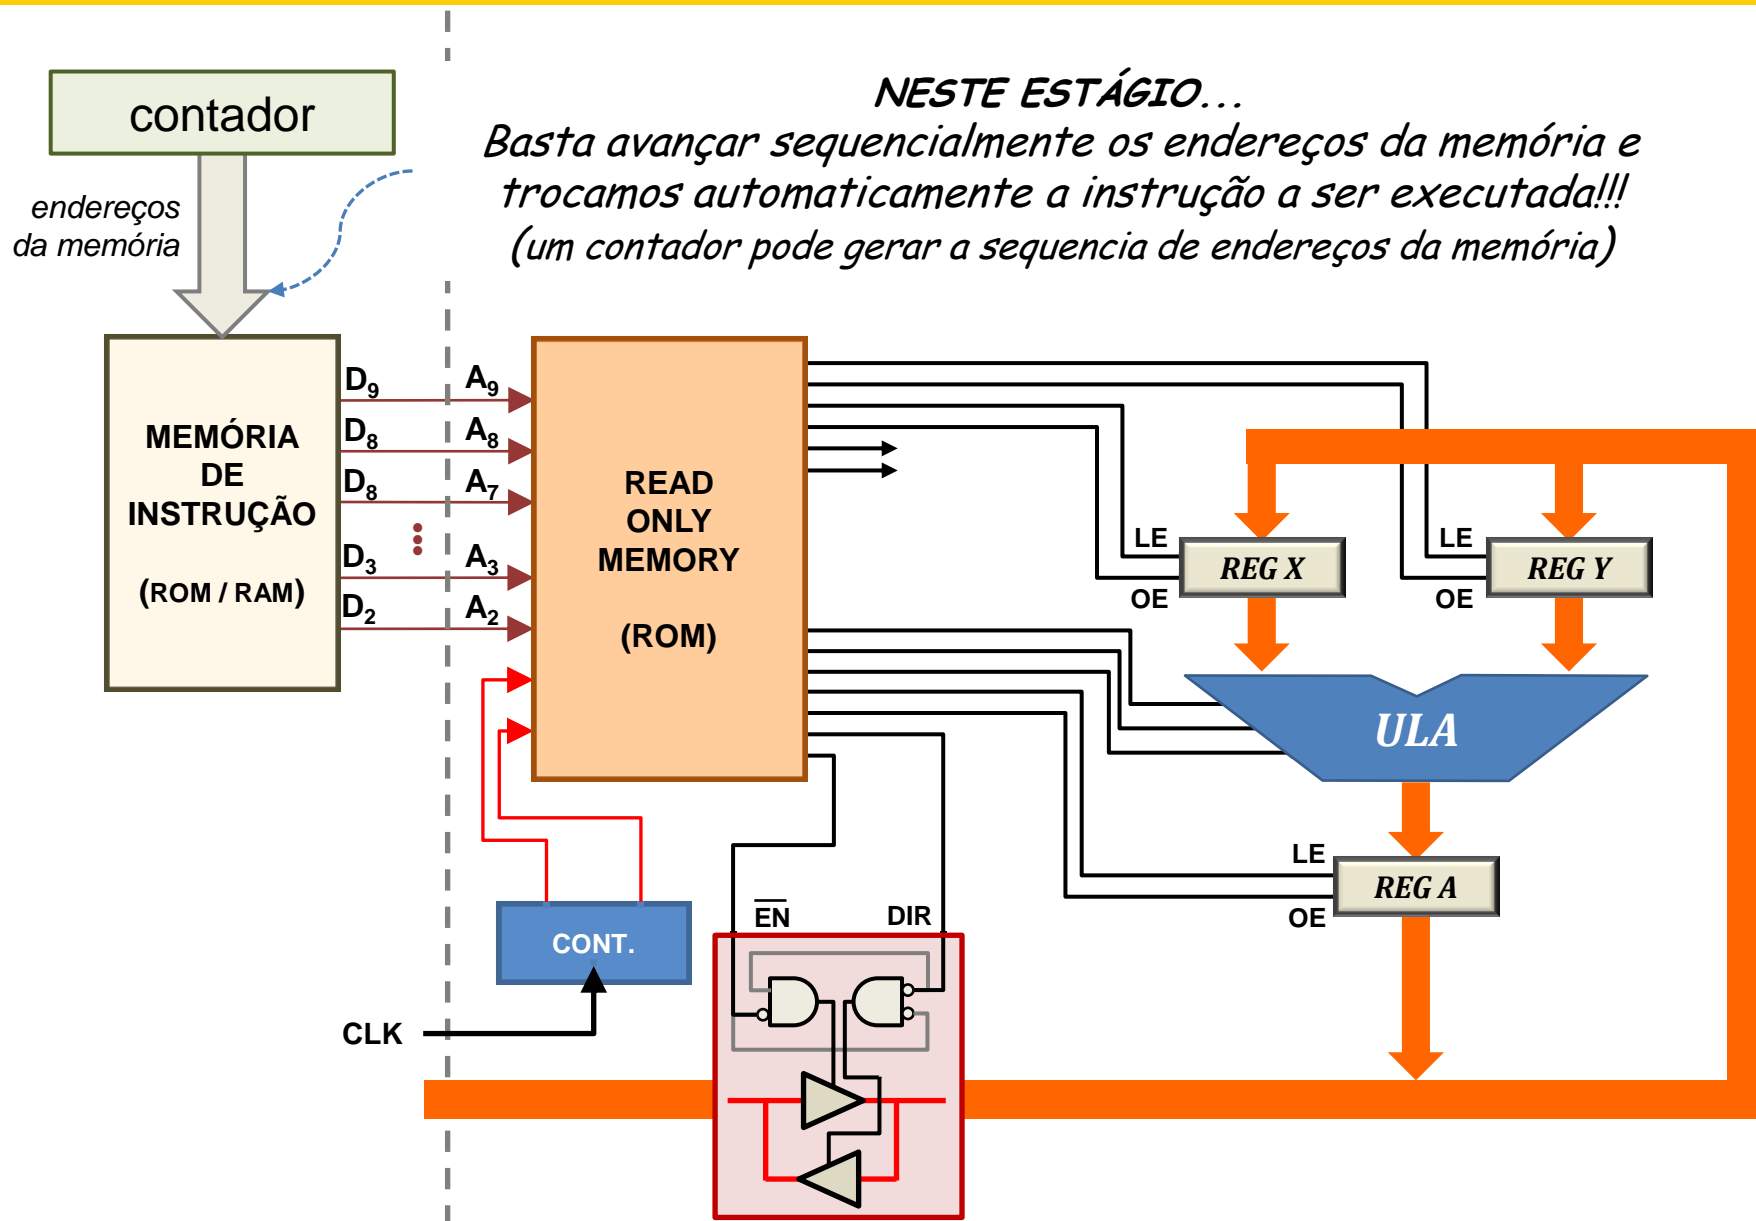 contador
NESTE ESTÁGIO...
Basta avançar sequencialmente os endereços da memória e
trocamos automaticamente a instrução a ser executada!!!
(um contador pode gerar a sequencia de endereços da memória)
endereços
da memória
MEMÓRIA
DE
INSTRUÇÃO
(ROM / RAM)
D9
D8
D8
D3
D2
A9
A8
A7
A3
A2
READ
ONLY
MEMORY
(ROM)
LE
OE
REG X
LE
OE
REG Y
ULA
LE
OE
REG A
EN
DIR
CONT.
CLK